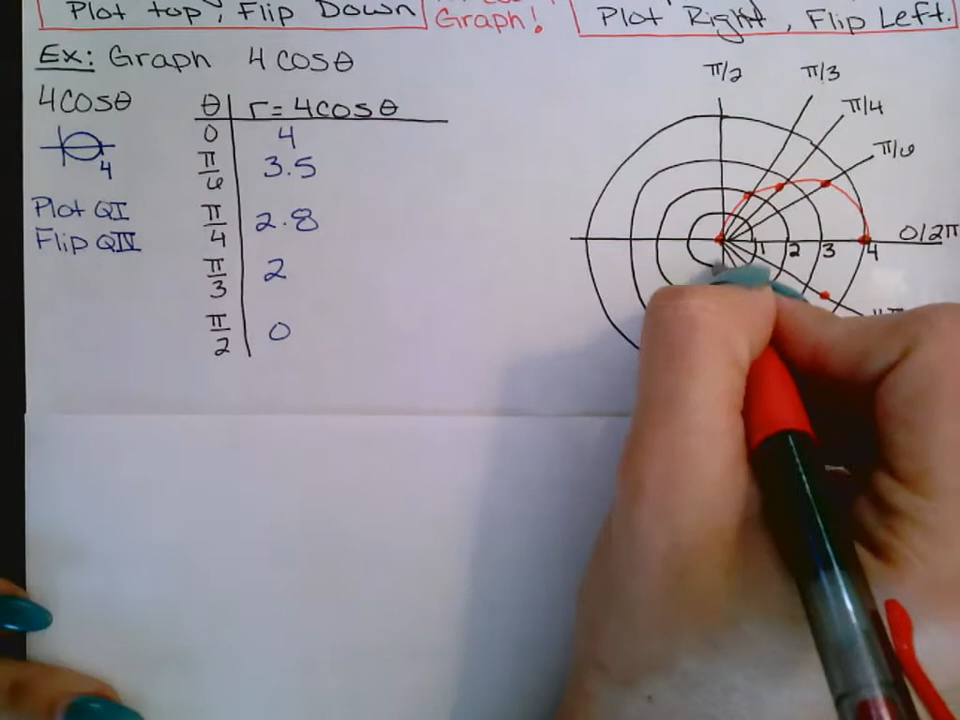 Plot top, Flip Down
Graph!
Plot Right, Flip Left.
Ex: Graph 4cosθ
4cosθ
4
Plot QI
Flip QIV
θ r = 4cosθ
0 4
π/6 3.5
π/4 2.8
π/3 2
π/2 0
π/2
π/3
π/4
π/6
0/2π
1 2 3 4